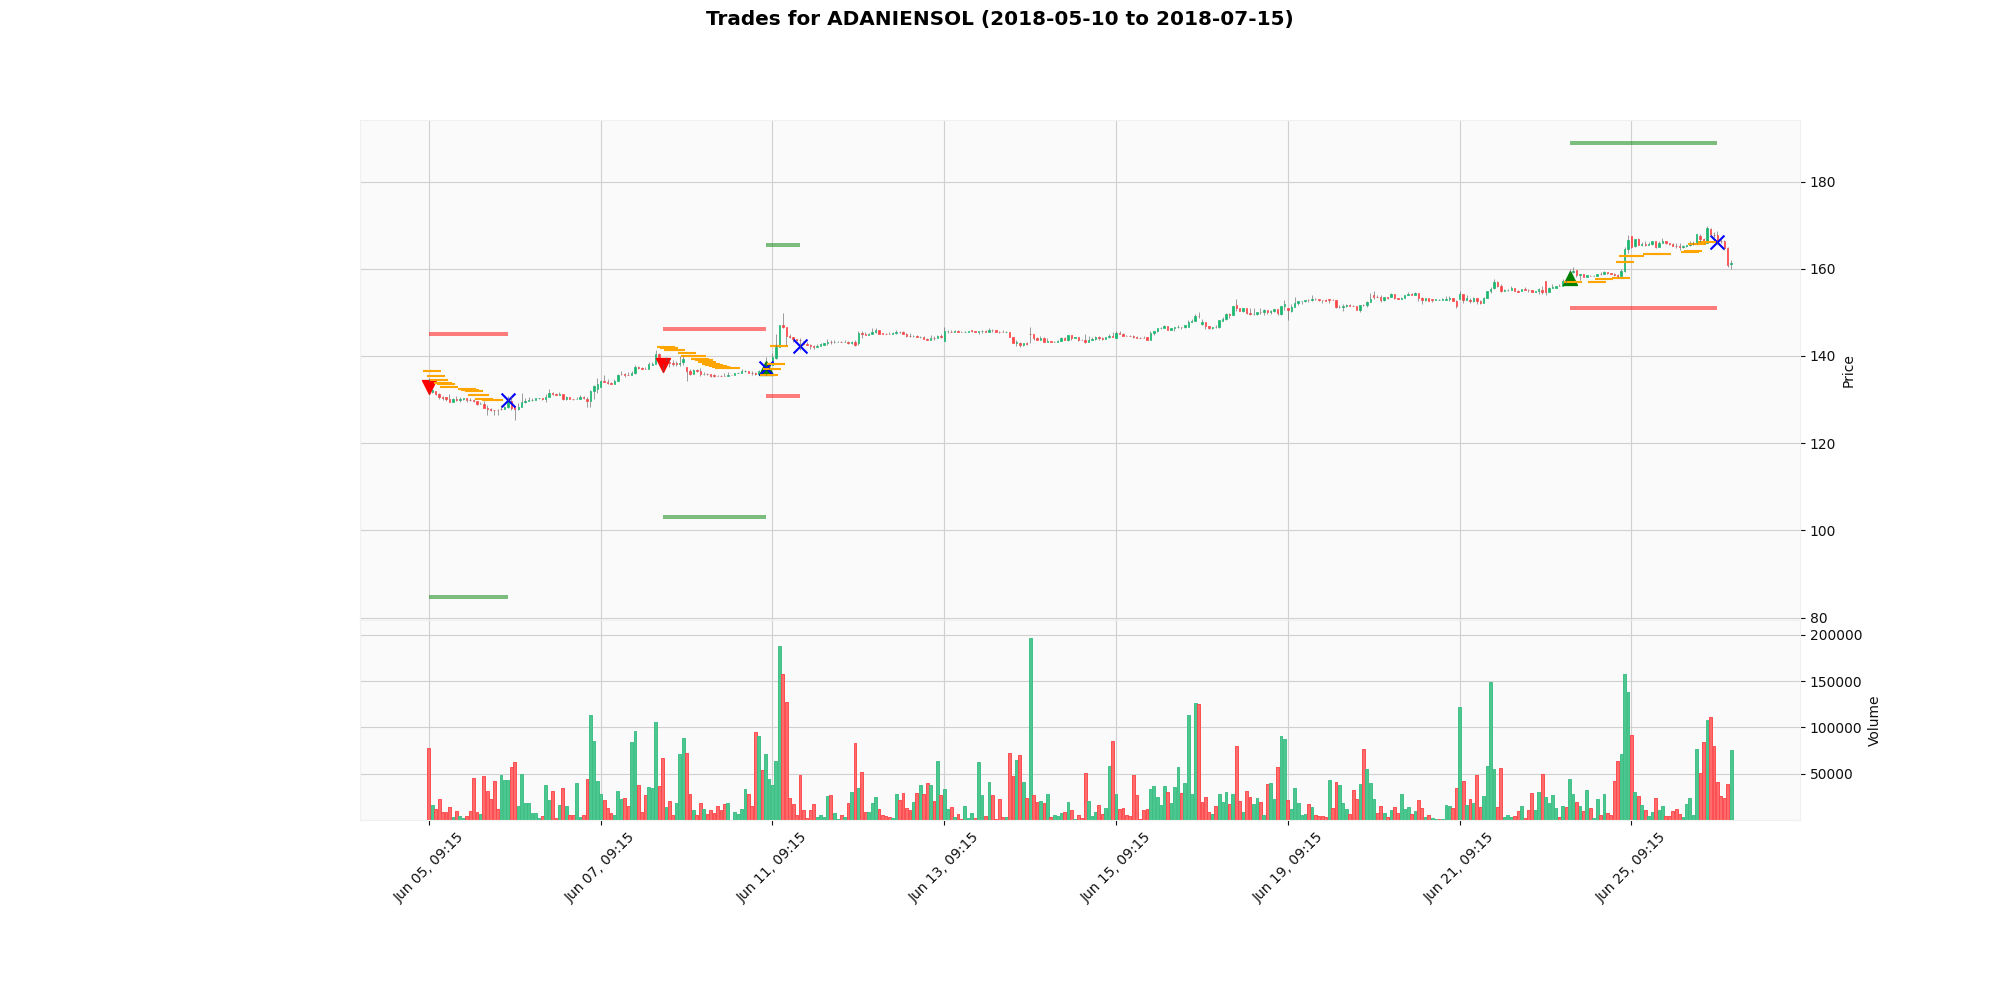 Trades for ADANIENSOL (2018-05-10 to 2018-07-15)
180
160
140
120
100
80
Price
200000
150000
100000
50000
Volume
Jun 05, 09:15
Jun 07, 09:15
Jun 11, 09:15
Jun 13, 09:15
Jun 15, 09:15
Jun 19, 09:15
Jun 21, 09:15
Jun 25, 09:15